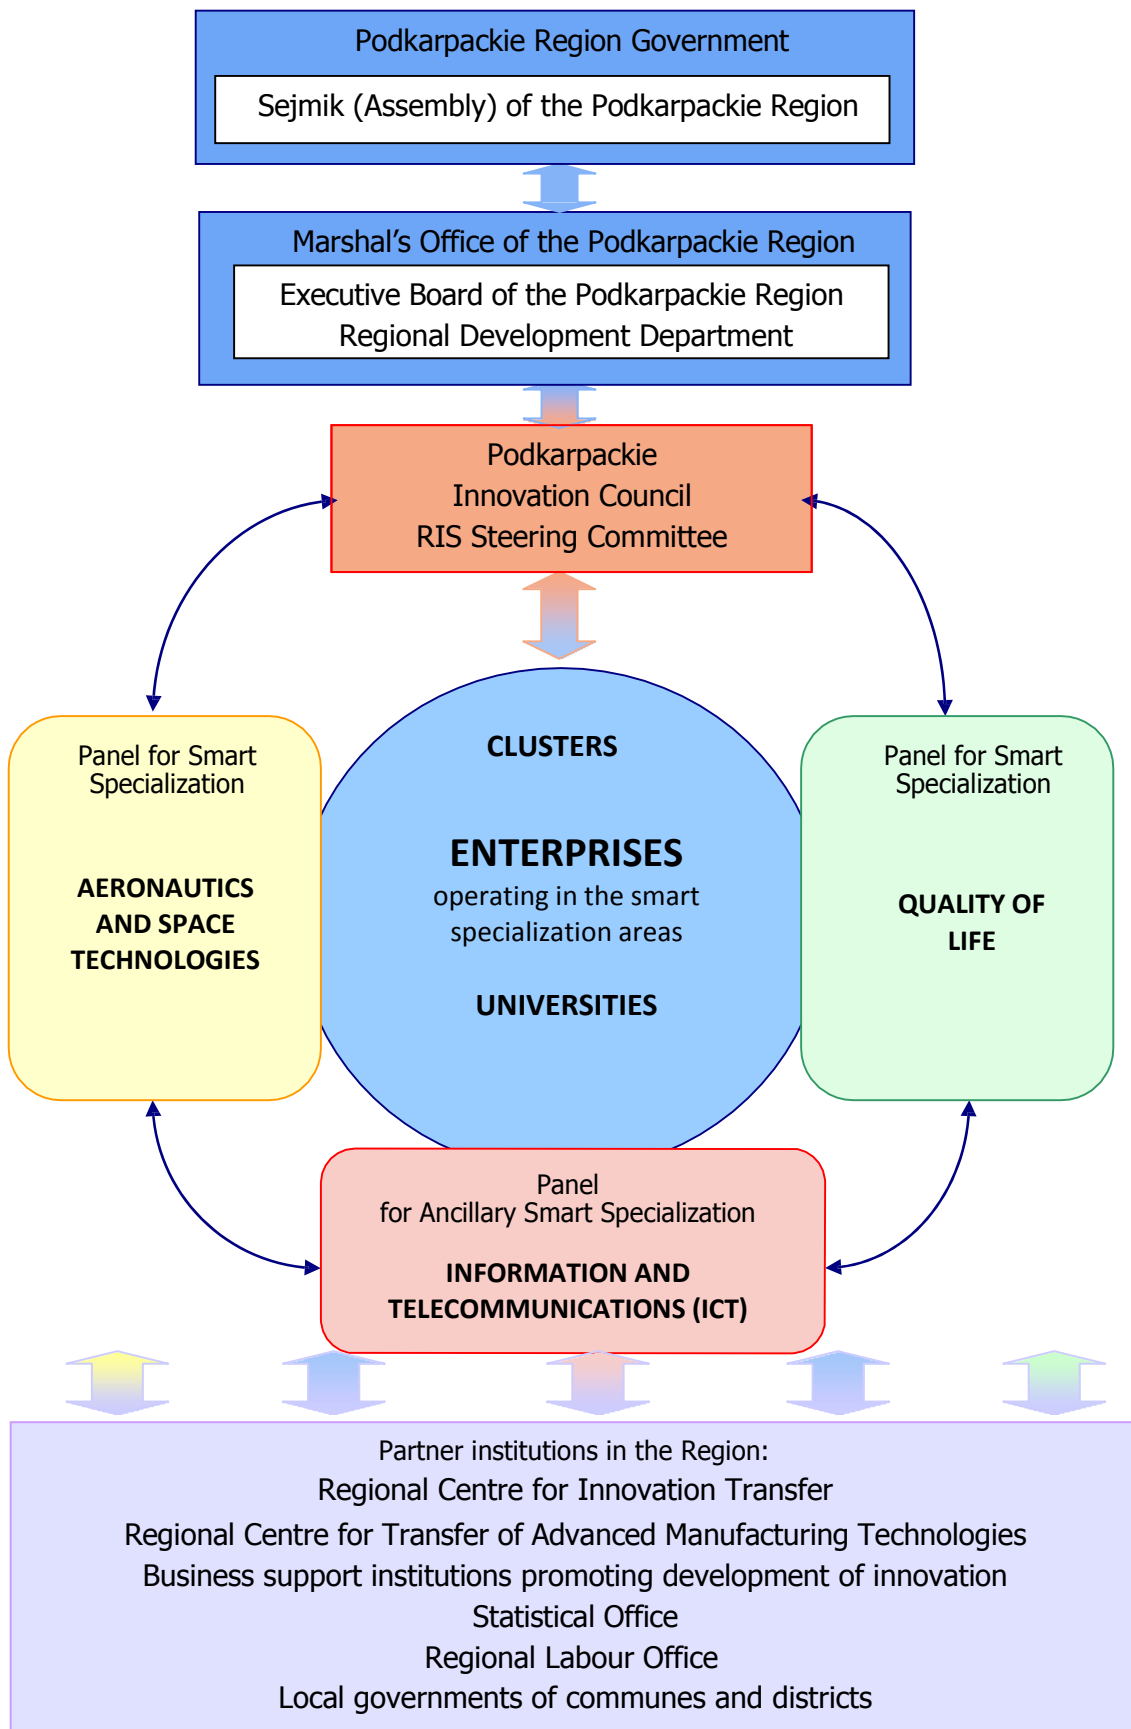 Podkarpackie Region Government
Sejmik (Assembly) of the Podkarpackie Region
Marshal’s Office of the Podkarpackie Region
Executive Board of the Podkarpackie Region
Regional Development Department
Podkarpackie
Innovation Council
RIS Steering Committee
Panel for Smart
Specialization
AERONAUTICS
AND SPACE
TECHNOLOGIES
CLUSTERS
ENTERPRISES
operating in the smart
specialization areas
UNIVERSITIES
Panel for Smart
Specialization
QUALITY OF
LIFE
Panel
for Ancillary Smart Specialization
INFORMATION AND
TELECOMMUNICATIONS (ICT)
Partner institutions in the Region:
Regional Centre for Innovation Transfer
Regional Centre for Transfer of Advanced Manufacturing Technologies
Business support institutions promoting development of innovation
Statistical Office
Regional Labour Office
Local governments of communes and districts